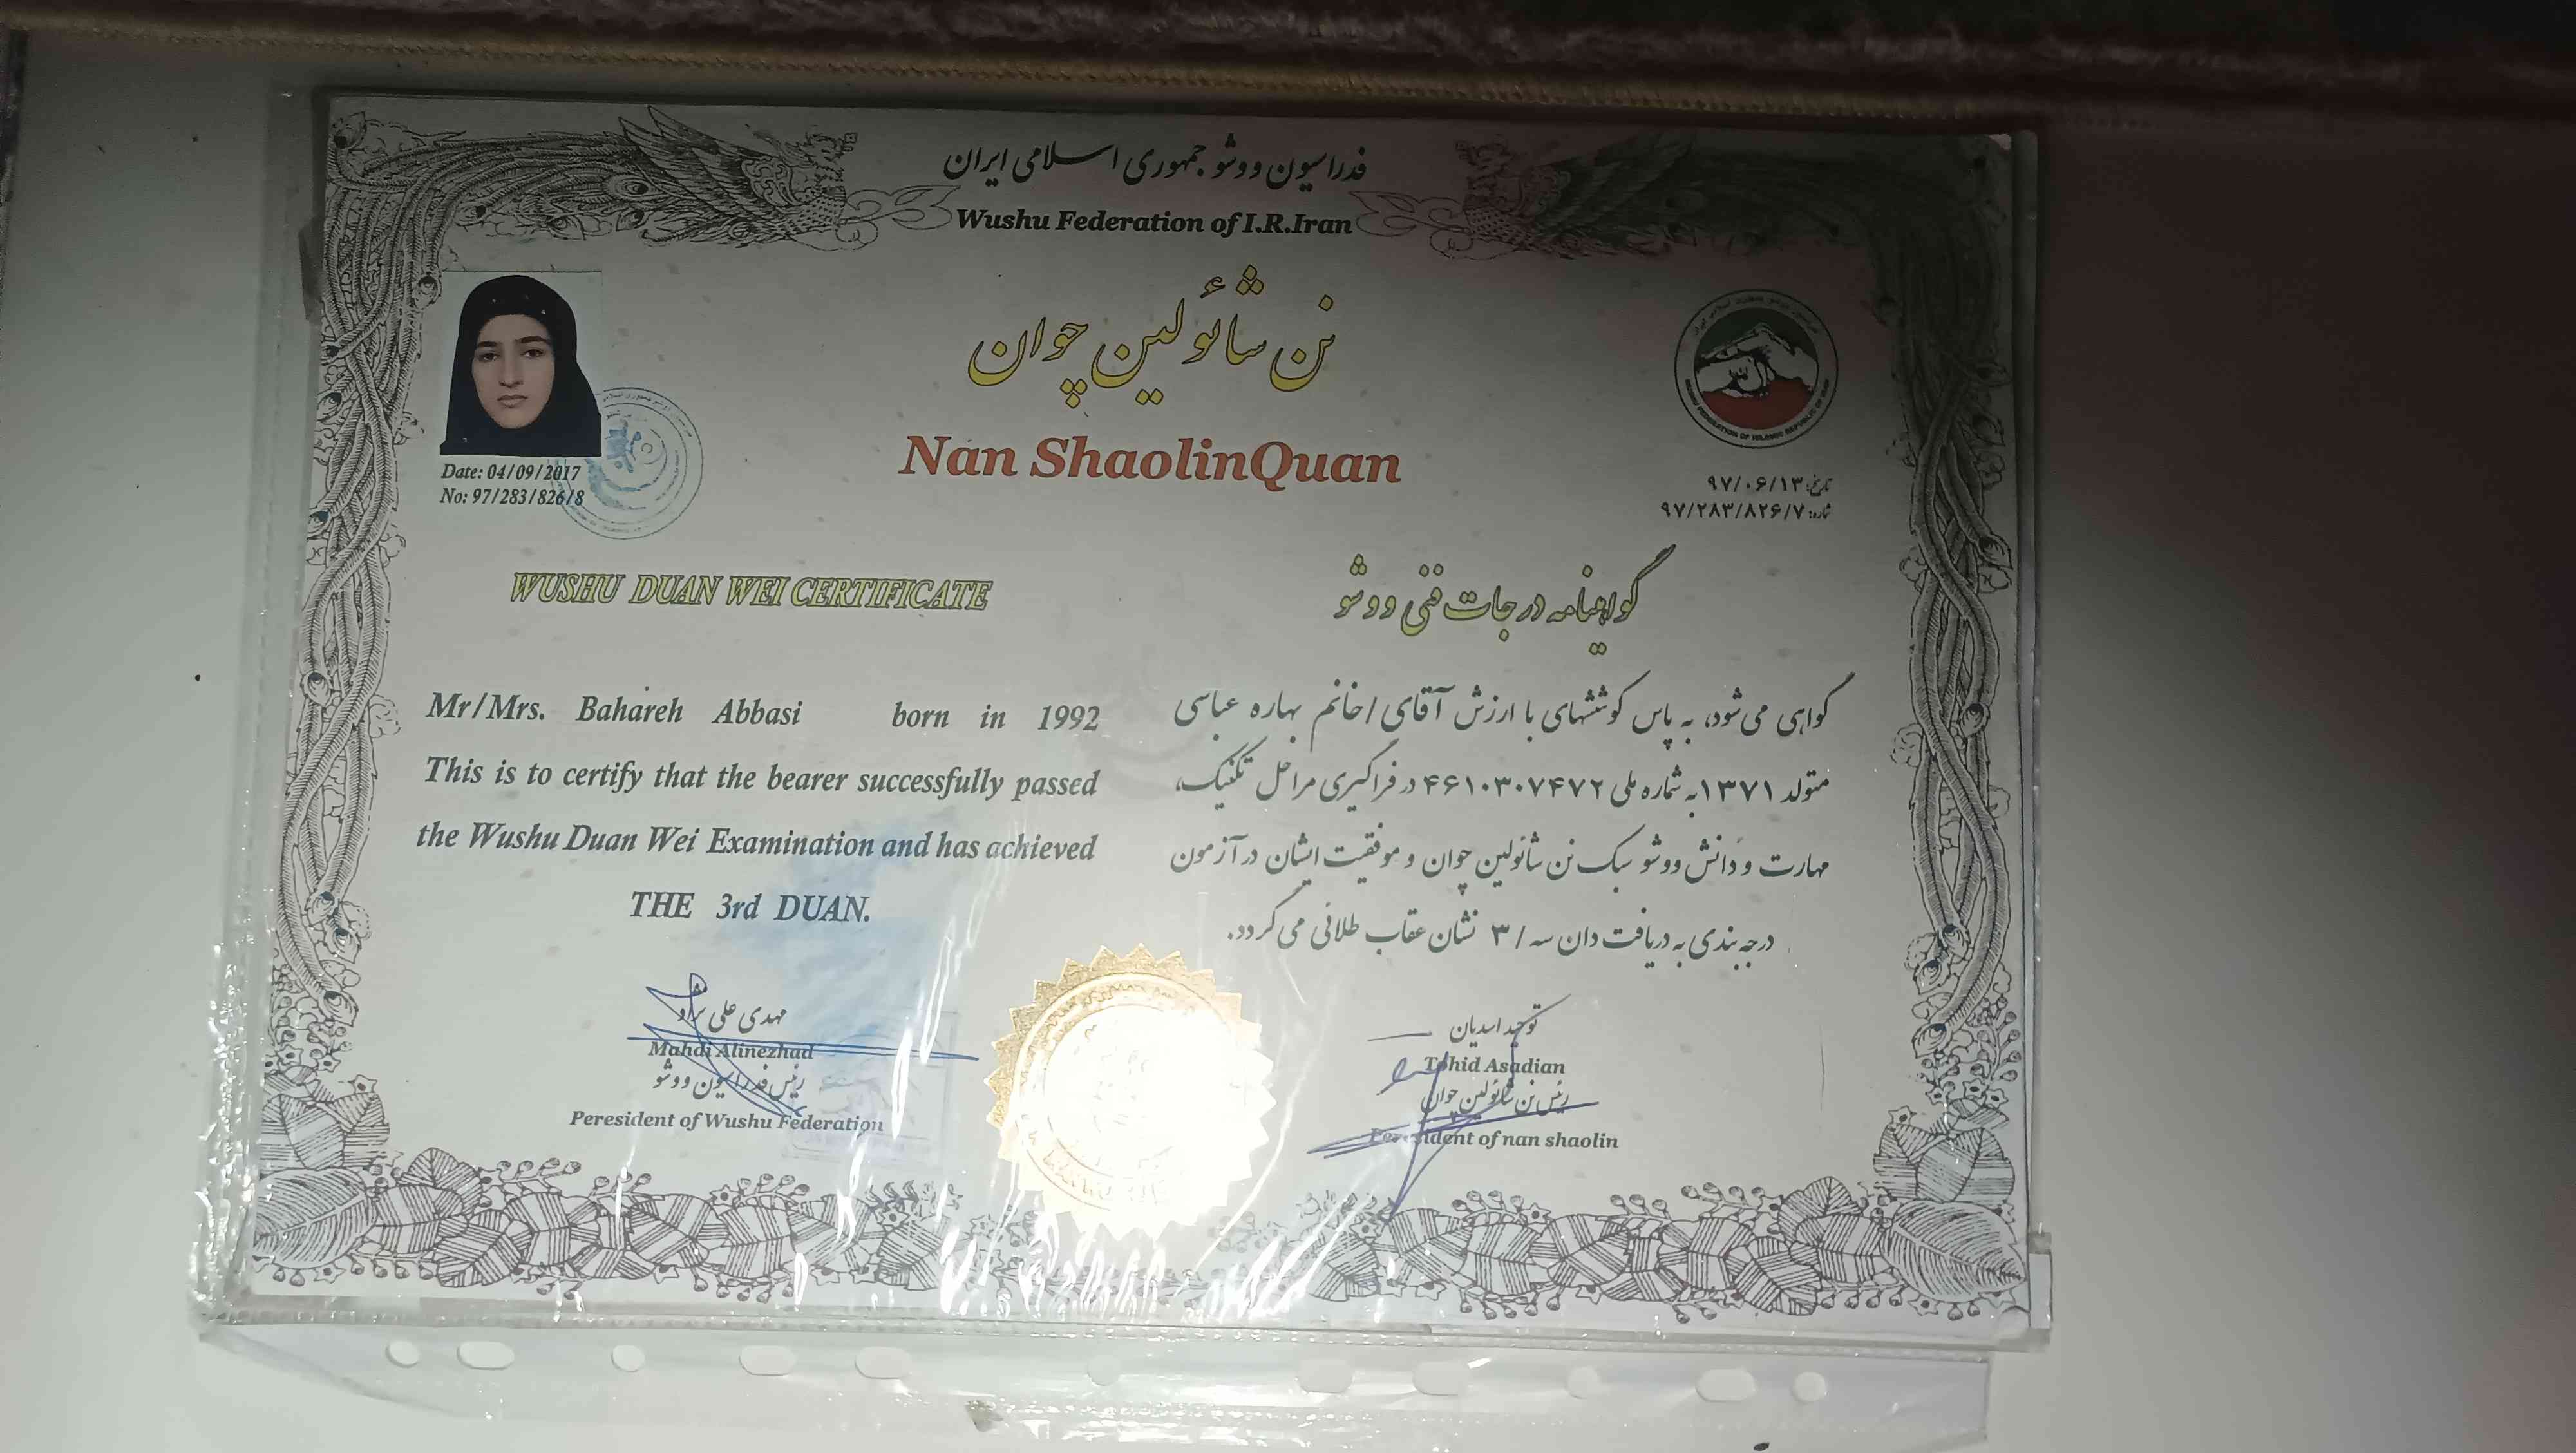 فدراسیون ووشو جمهوری اسلامی ایران
Wushu Federation of I.R.Iran
نن شائولین چوان
Nan ShaolinQuan
Date: 04/09/2017
No: 97/283/826/8
WUSHU FEDERATION OF ISLAMIC REPUBLIC OF IRAN
تاریخ: ۹۷/۰۶/۱۳
شماره: ۹۷/۲۸۳/۸۲۶/۷
WUSHU DUAN WEI CERTIFICATE
Mr/Mrs. Bahareh Abbasi born in 1992
This is to certify that the bearer successfully passed
the Wushu Duan Wei Examination and has achieved
THE 3rd DUAN.
گواهینامه درجات فنی ووشو
گواهی می‌شود، به پاس کوششهای با ارزش آقای/خانم بهاره عباسی
متولد ۱۳۷۱ به شماره ملی ۴۶۱۰۳۰۷۴۷۲ در فراگیری مراحل تکنیک،
مهارت و دانش ووشو سبک نن شائولین چوان و موفقیت ایشان در آزمون
درجه بندی به دریافت دان سه/۳ نشان عقاب طلائی می‌گردد.
مهدی علی نژاد
Mahdi Alinezhad
رئیس فدراسیون ووشو
Peresident of Wushu Federation
توحید اسدیان
Tohid Asadian
رئیس نن شائولین چوان
Peresident of nan shaolin